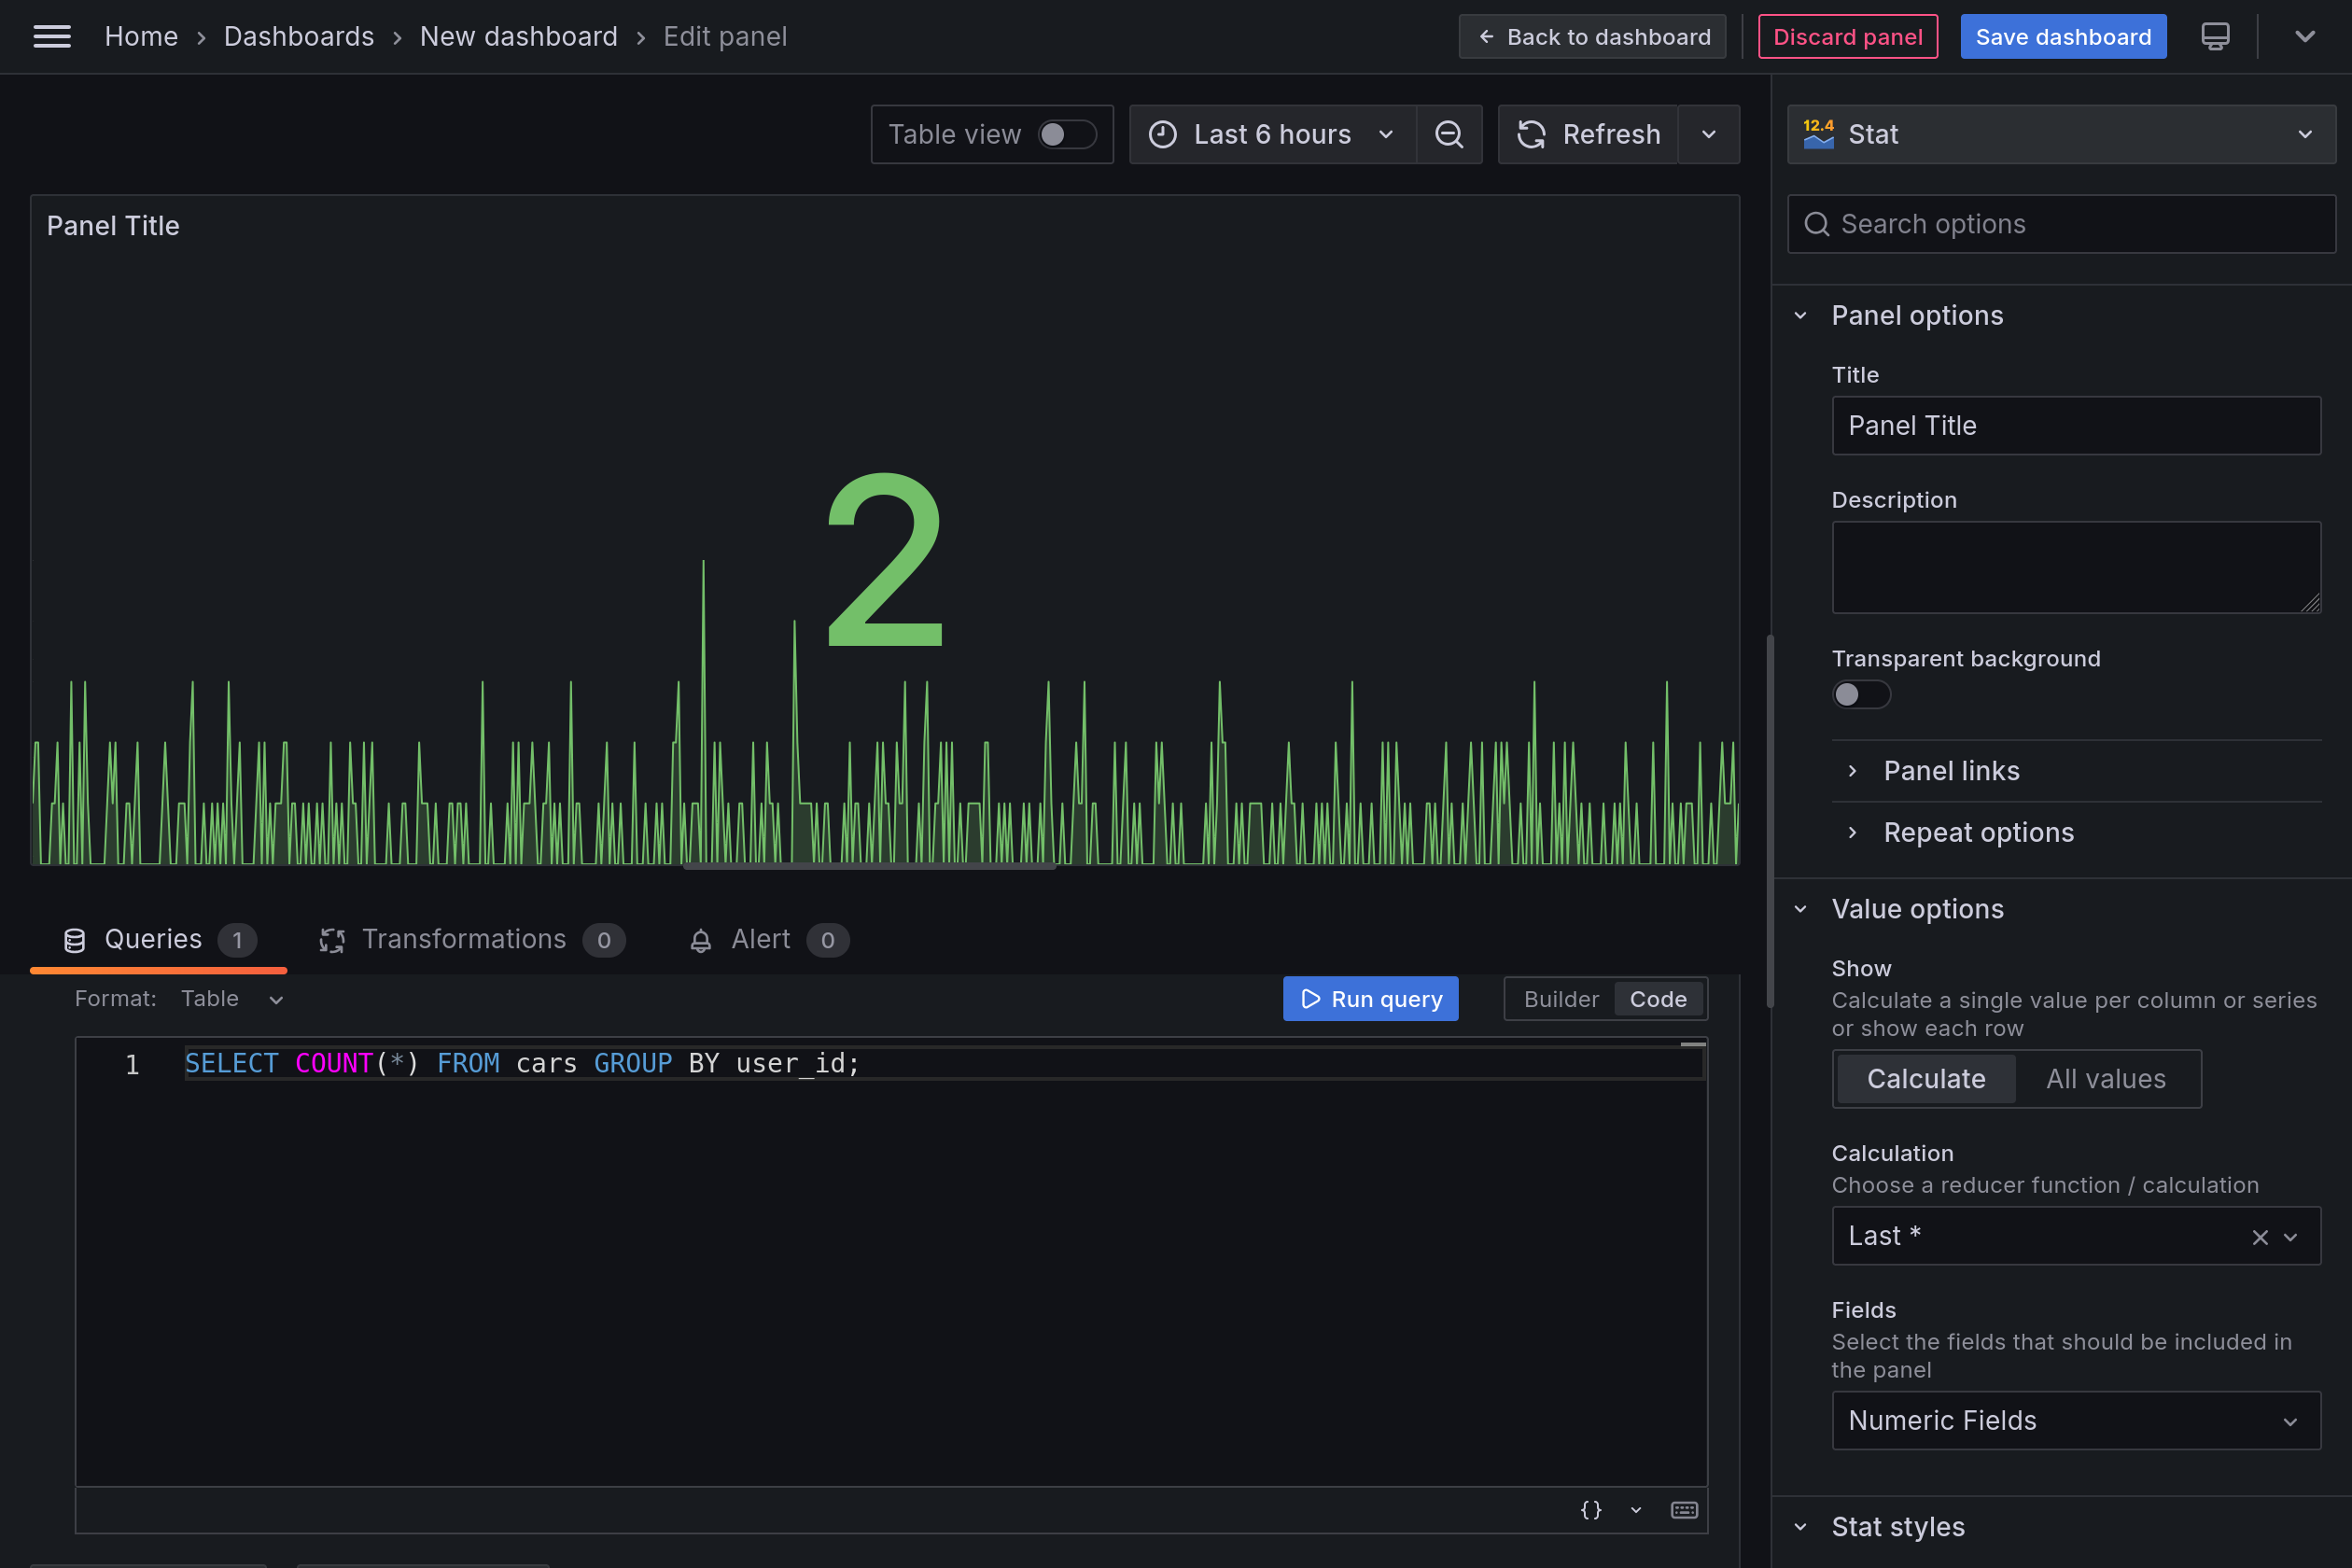 Home › Dashboards › New dashboard › Edit panel
Back to dashboard
Discard panel
Save dashboard
Table view
Last 6 hours
Refresh
12.4
Stat
Search options
Panel Title
2
Panel options
Title
Panel Title
Description
Transparent background
Panel links
Repeat options
Value options
Show
Calculate a single value per column or series
or show each row
Calculate
All values
Calculation
Choose a reducer function / calculation
Last *
Fields
Select the fields that should be included in
the panel
Numeric Fields
Stat styles
Queries 1
Transformations 0
Alert 0
Format: Table
Run query
Builder
Code
1 SELECT COUNT(*) FROM cars GROUP BY user_id;
{}